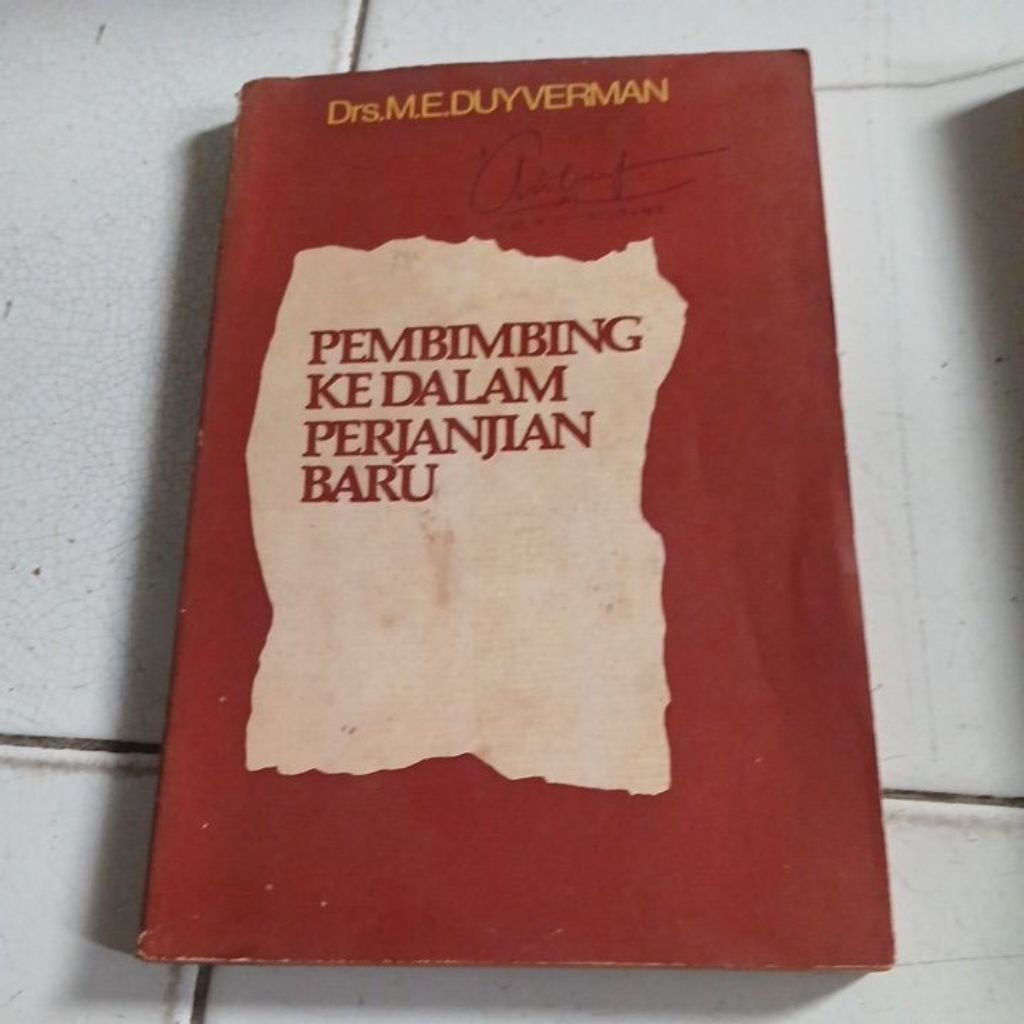 Drs.M.E.DUYVERMAN
PEMBIMBING
KE DALAM
PERJANJIAN
BARU